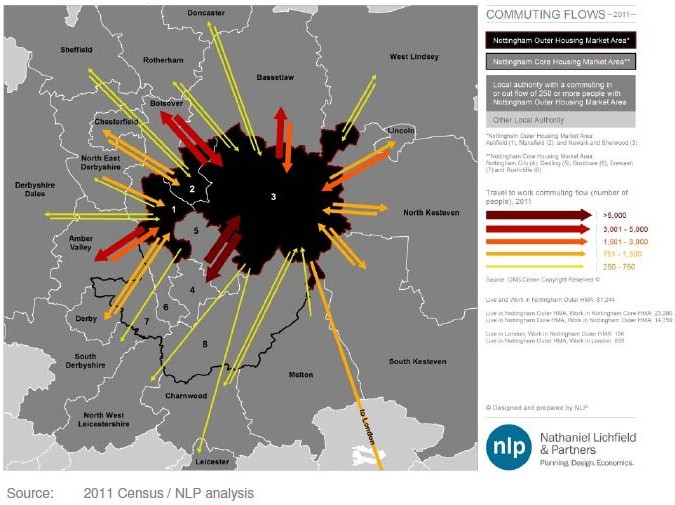 COMMUTING FLOWS –2011–
Nottingham Outer Housing Market Area*
Nottingham Core Housing Market Area**
Local authority with a commuting in
or out flow of 250 or more people with
Nottingham Outer Housing Market Area
Other Local Authority
*Nottingham Outer Housing Market Area:
Ashfield (1), Mansfield (2), and Newark and Sherwood (3)
**Nottingham Core Housing Market Area:
Nottingham City (4), Gedling (5), Broxtowe (6), Erewash
(7) and Rushcliffe (8)
Travel to work commuting flow (number of
people), 2011
>5,000
3,001 - 5,000
1,501 - 3,000
751 - 1,500
250 - 750
Source: ONS Crown Copyright Reserved ©
Live and Work in Nottingham Outer HMA: 81,244
Live in Nottingham Outer HMA, Work in Nottingham Core HMA:
Live in Nottingham Core HMA, Work in Nottingham Outer HMA: 14,759
Live in London, Work in Nottingham Outer HMA:
Live in Nottingham Outer HMA, Work in London:
© Designed and prepared by NLP
nlp
Nathaniel Lichfield
& Partners
Planning. Design. Economics.
Doncaster
Sheffield
Rotherham
West Lindsey
Bassetlaw
Bolsover
Chesterfield
Lincoln
North East
Derbyshire
Derbyshire
Dales
2
3
1
North Kesteven
5
Amber
Valley
4
6
Derby
7
8
South
Derbyshire
South Kesteven
Melton
Charnwood
North West
Leicestershire
to London
Leicester
Source: 2011 Census / NLP analysis